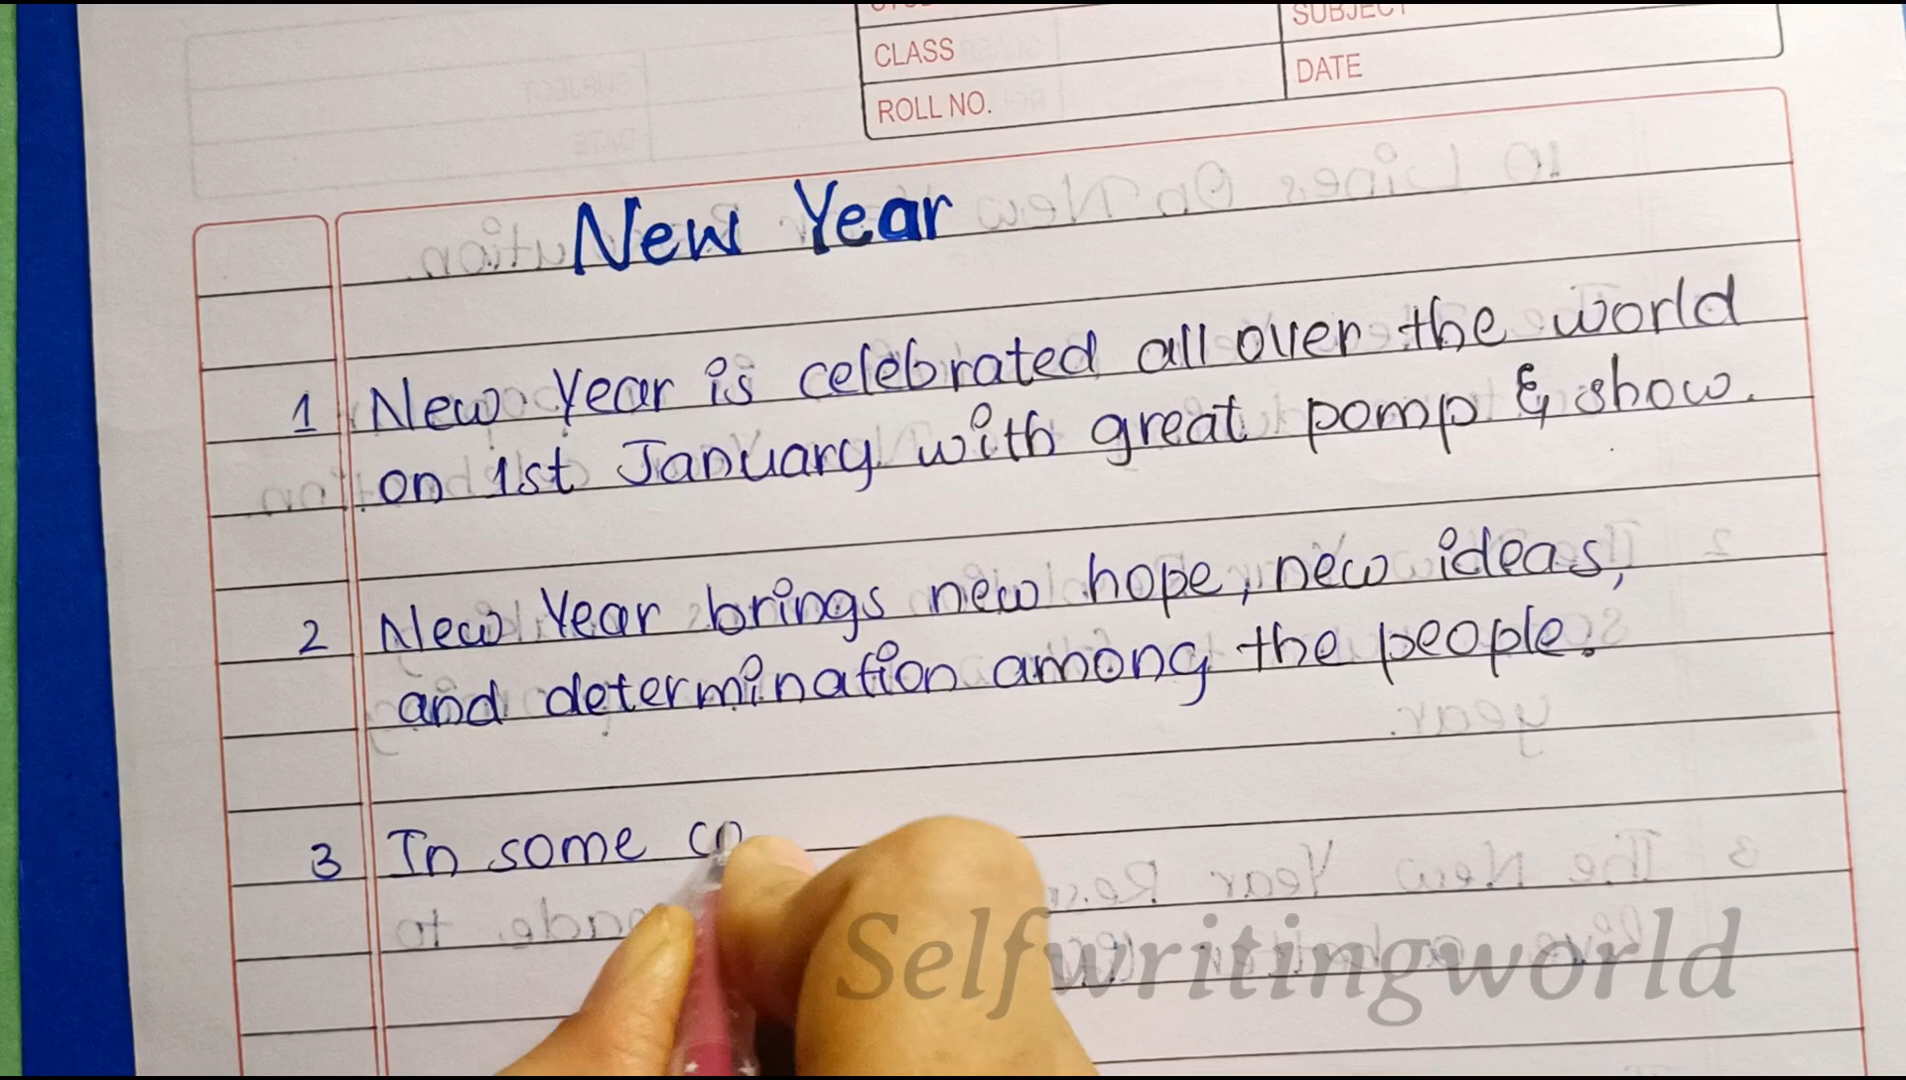 SUBJECT
CLASS
DATE
ROLL NO.
New Year
1 New Year is celebrated all over the world
on 1st January with great pomp & show.
2 New Year brings new hope, new ideas,
and determination among the people.
3 In some co
Selfwritingworld